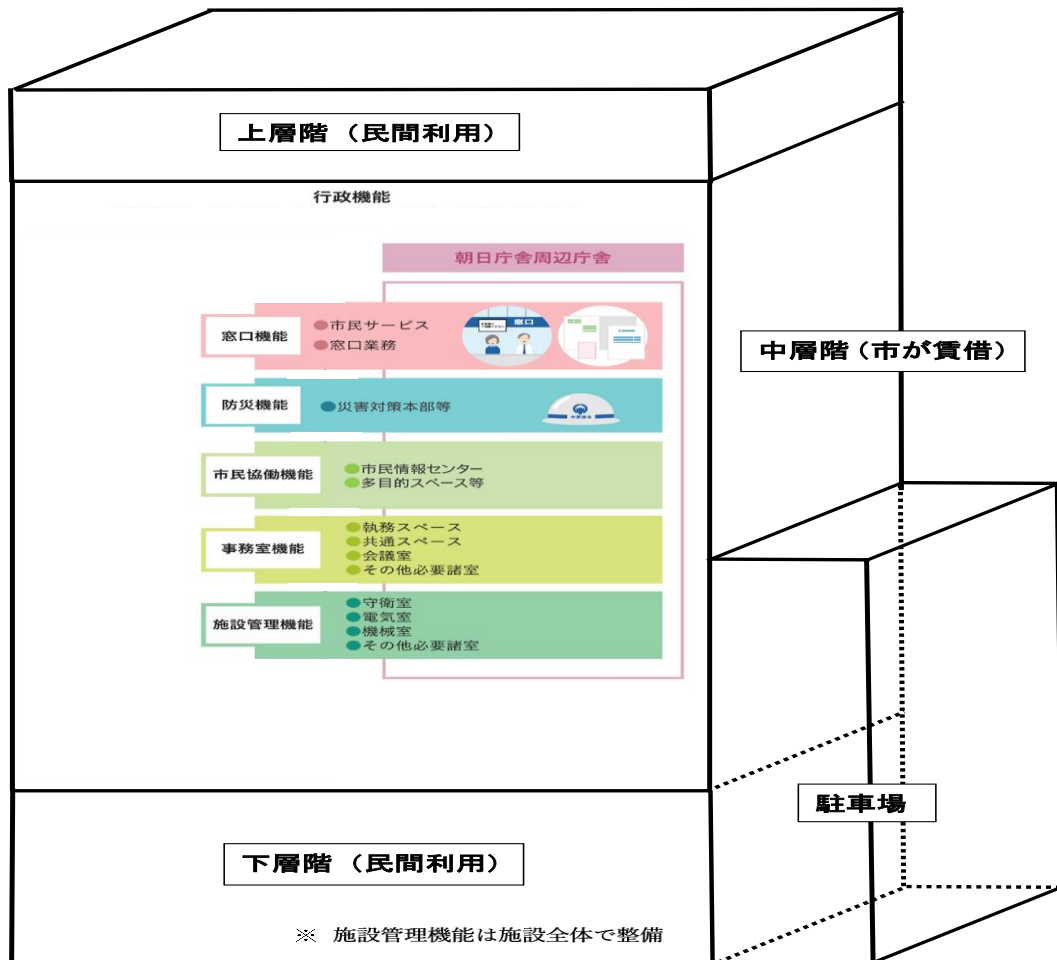 上層階（民間利用）
行政機能
朝日庁舎周辺庁舎
窓口機能
●市民サービス
●窓口業務
窓口
防災機能
●災害対策本部等
市民協働機能
●市民情報センター
●多目的スペース等
事務室機能
●執務スペース
●共通スペース
●会議室
●その他必要諸室
施設管理機能
●守衛室
●電気室
●機械室
●その他必要諸室
中層階（市が賃借）
駐車場
下層階（民間利用）
※ 施設管理機能は施設全体で整備